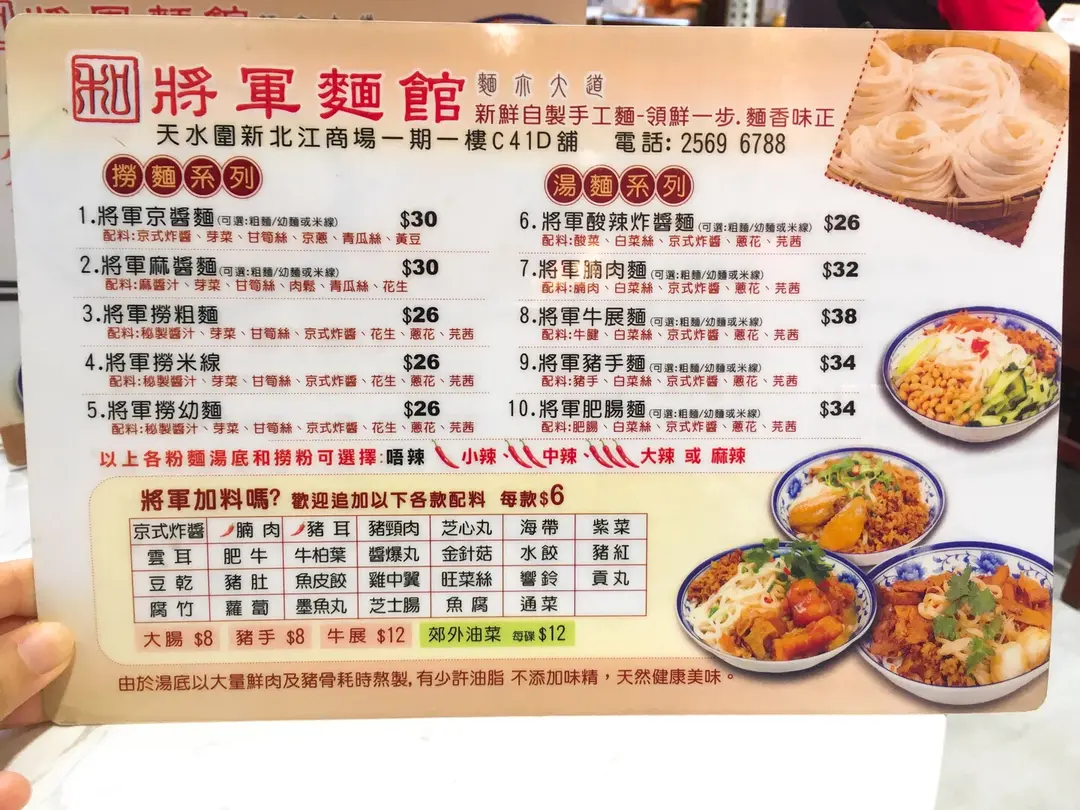 和 將軍麵館 麵亦大道
新鮮自製手工麵-領鮮一步.麵香味正
天水圍新北江商場一期一樓C41D舖 電話: 2569 6788
撈麵系列
1.將軍京醬麵(可選:粗麵/幼麵或米線) $30
配料:京式炸醬、芽菜、甘筍絲、京蔥、青瓜絲、黃豆
2.將軍麻醬麵(可選:粗麵/幼麵或米線) $30
配料:麻醬汁、芽菜、甘筍絲、肉鬆、青瓜絲、花生
3.將軍撈粗麵 $26
配料:秘製醬汁、芽菜、甘筍絲、京式炸醬、花生、蔥花、芫茜
4.將軍撈米線 $26
配料:秘製醬汁、芽菜、甘筍絲、京式炸醬、花生、蔥花、芫茜
5.將軍撈幼麵 $26
配料:秘製醬汁、芽菜、甘筍絲、京式炸醬、花生、蔥花、芫茜
湯麵系列
6.將軍酸辣炸醬麵(可選:粗麵/幼麵或米線) $26
配料:酸菜、白菜絲、京式炸醬、蔥花、芫茜
7.將軍腩肉麵(可選:粗麵/幼麵或米線) $32
配料:腩肉、白菜絲、京式炸醬、蔥花、芫茜
8.將軍牛展麵(可選:粗麵/幼麵或米線) $38
配料:牛腱、白菜絲、京式炸醬、蔥花、芫茜
9.將軍豬手麵(可選:粗麵/幼麵或米線) $34
配料:豬手、白菜絲、京式炸醬、蔥花、芫茜
10.將軍肥腸麵(可選:粗麵/幼麵或米線) $34
配料:肥腸、白菜絲、京式炸醬、蔥花、芫茜
以上各粉麵湯底和撈粉可選擇:唔辣 小辣、中辣、大辣 或 麻辣
將軍加料嗎? 歡迎追加以下各款配料 每款$6
京式炸醬 腩肉 豬耳 豬頸肉 芝心丸 海帶 紫菜
雲耳 肥牛 牛柏葉 醬爆丸 金針菇 水餃 豬紅
豆乾 豬肚 魚皮餃 雞中翼 旺菜絲 響鈴 貢丸
腐竹 蘿蔔 墨魚丸 芝士腸 魚腐 通菜
大腸 $8 豬手 $8 牛展 $12 郊外油菜 每碟$12
由於湯底以大量鮮肉及豬骨耗時熬製,有少許油脂 不添加味精，天然健康美味。